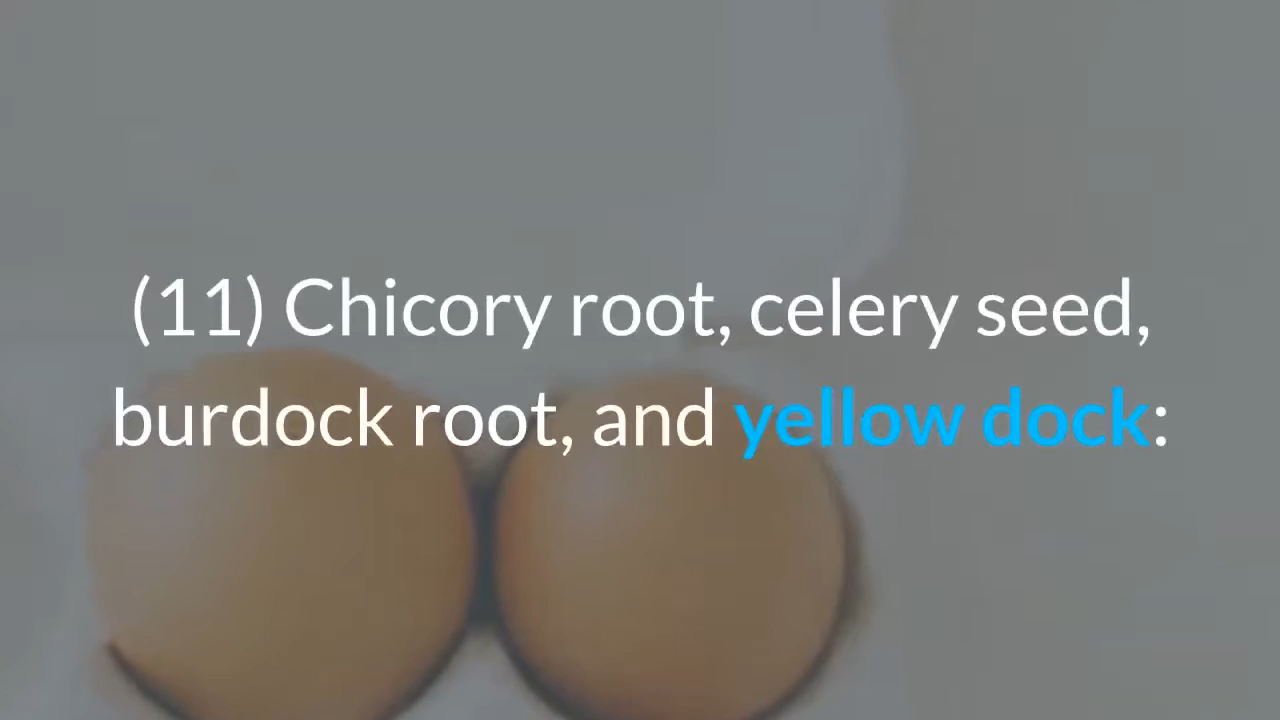 (11) Chicory root, celery seed,
burdock root, and yellow dock: